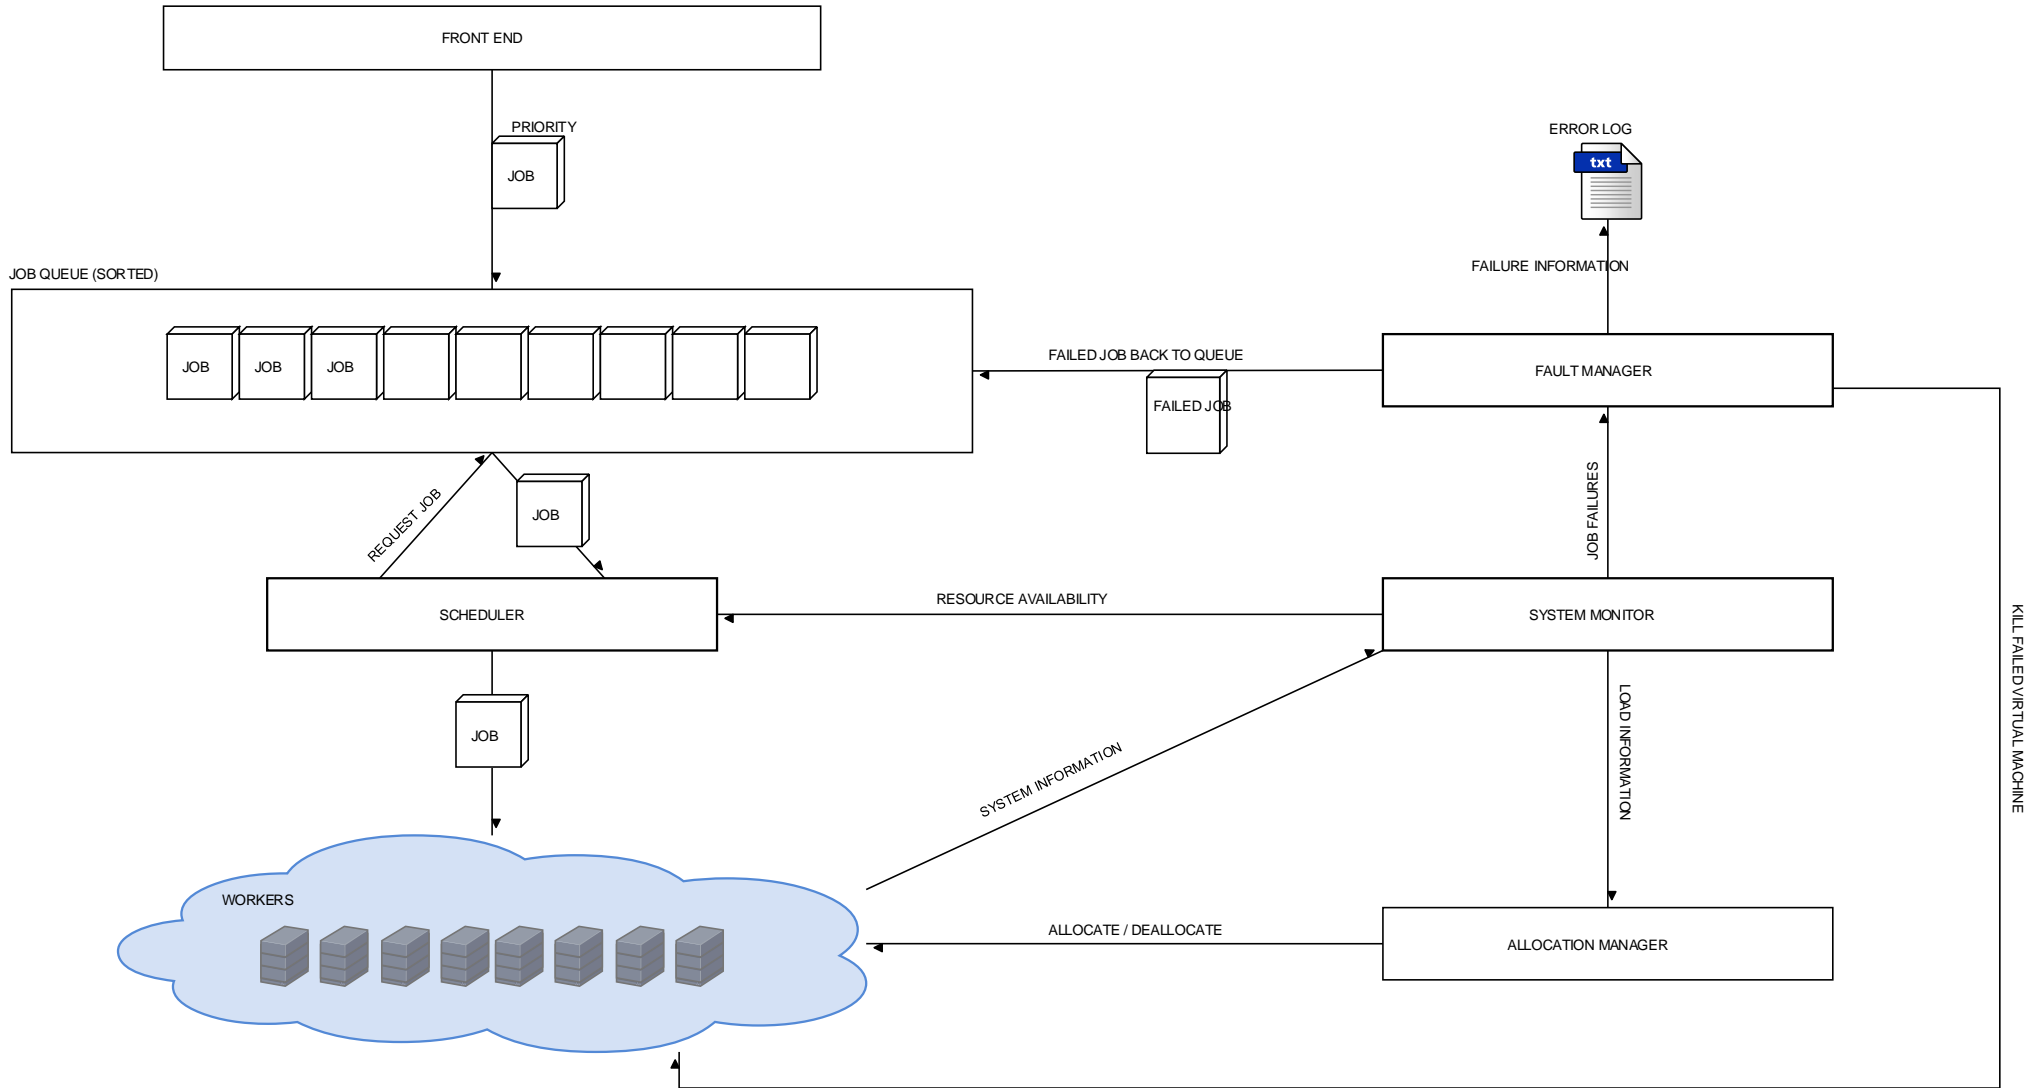 FRONT END
PRIORITY
JOB
ERROR LOG
txt
FAILURE INFORMATION
JOB QUEUE (SORTED)
JOB
JOB
JOB
FAILED JOB BACK TO QUEUE
FAILED JOB
FAULT MANAGER
REQUEST JOB
JOB
JOB FAILURES
SCHEDULER
RESOURCE AVAILABILITY
SYSTEM MONITOR
KILL FAILED VIRTUAL MACHINE
JOB
SYSTEM INFORMATION
LOAD INFORMATION
WORKERS
ALLOCATE / DEALLOCATE
ALLOCATION MANAGER